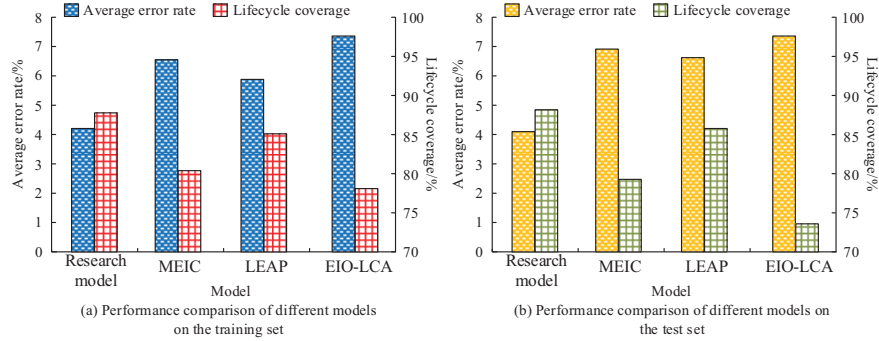 Average error rate
Lifecycle coverage
Average error rate/%
8
7
6
5
4
3
2
1
0
100
95
90
85
80
75
70
Lifecycle
coverage/%
Research
model
MEIC
LEAP
EIO-LCA
Model
(a) Performance comparison of different models
on the training set
Average error rate
Lifecycle coverage
Average error rate/%
8
7
6
5
4
3
2
1
0
100
95
90
85
80
75
70
Lifecycle
coverage/%
Research
model
MEIC
LEAP
EIO-LCA
Model
(b) Performance comparison of different models on
the test set